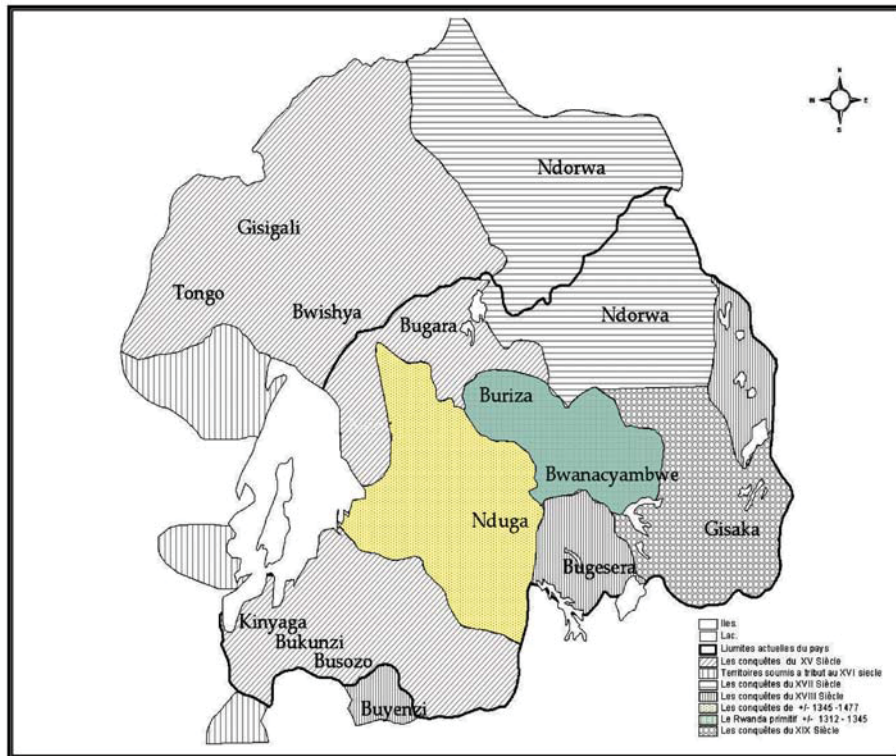 N
W E
S
Ndorwa
Gisigali
Tongo
Bwishya
Ndorwa
Bugara
Buriza
Bwanacyambwe
Nduga
Gisaka
Bugesera
Kinyaga
Bukunzi
Busozo
Buyenzi
Iles.
Lac.
Liumites actuelles du pays
Les conquêtes du XV Siècle
Territoires soumis a tribut au XVI siecle
Les conquêtes du XVII Siècle
Les conquêtes du XVIII Siècle
Les conquêtes de +/- 1345 -1477
Le Rwanda primitif +/- 1312 - 1345
Les conquêtes du XIX Siècle